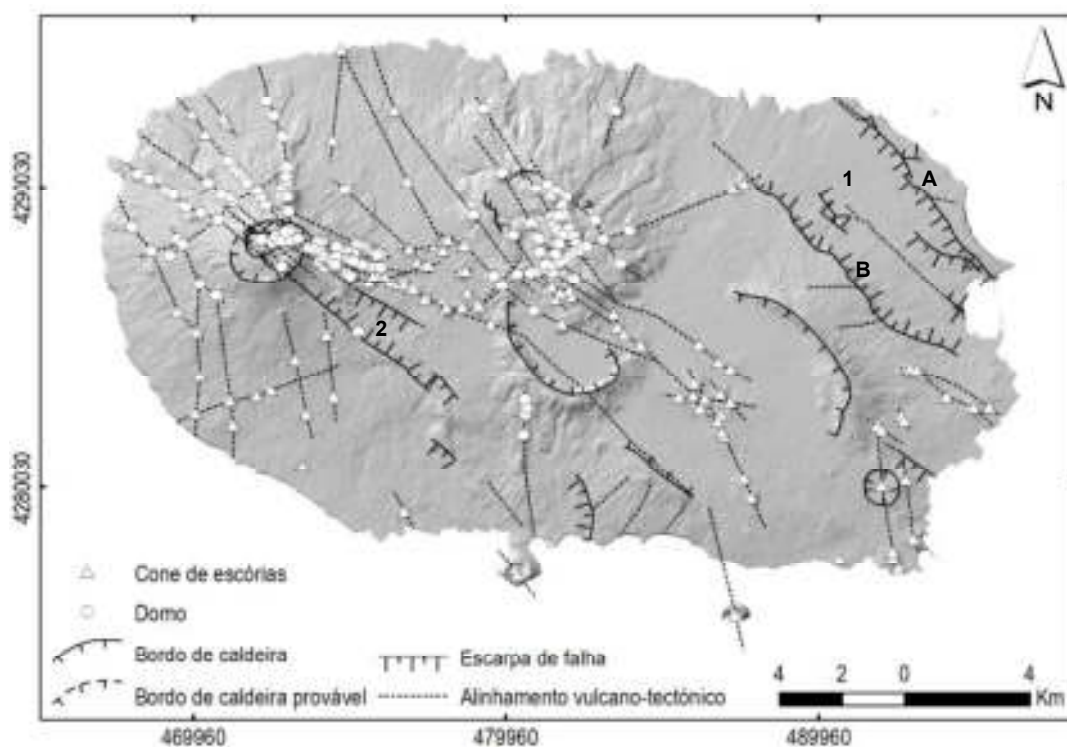 N
4290030
4280030
1
A
B
2
Cone de escórias
Domo
Bordo de caldeira
Bordo de caldeira provável
Escarpa de falha
Alinhamento vulcano-tectónico
4 2 0 4
Km
469960 479960 489960